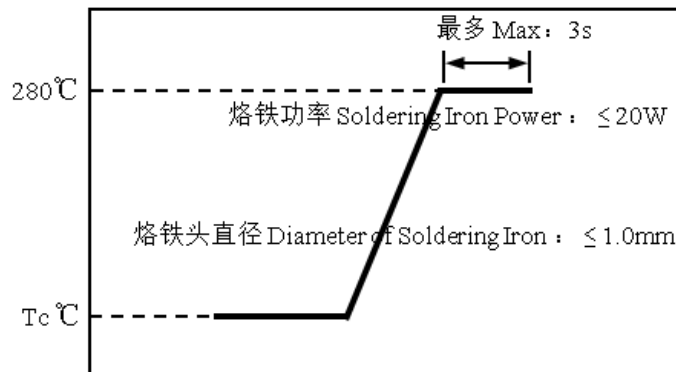 最多 Max：3s
280℃
烙铁功率 Soldering Iron Power：≤20W
烙铁头直径 Diameter of Soldering Iron：≤1.0mm
Tc ℃